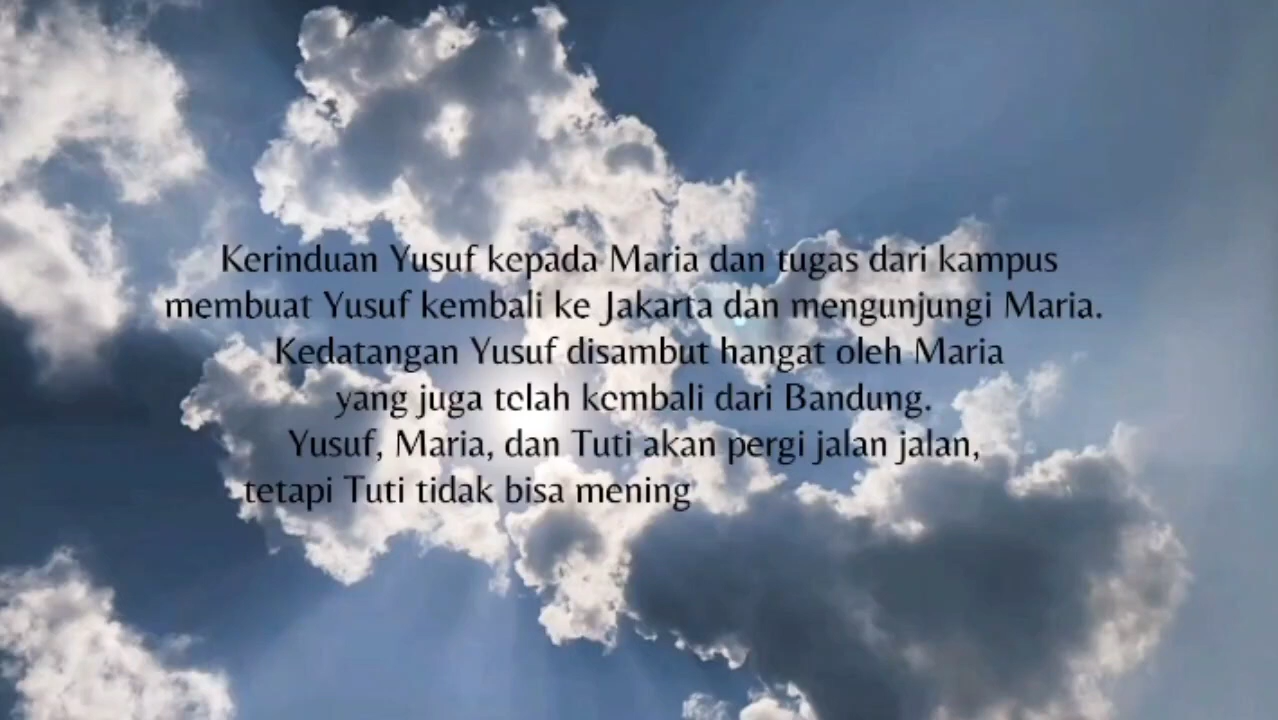 Kerinduan Yusuf kepada Maria dan tugas dari kampus
membuat Yusuf kembali ke Jakarta dan mengunjungi Maria.
Kedatangan Yusuf disambut hangat oleh Maria
yang juga telah kembali dari Bandung.
Yusuf, Maria, dan Tuti akan pergi jalan jalan,
tetapi Tuti tidak bisa mening